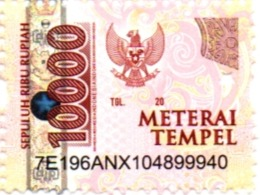 SEPULUH RIBU RUPIAH
10000
TGL. 20
METERAI
TEMPEL
7E196ANX104899940